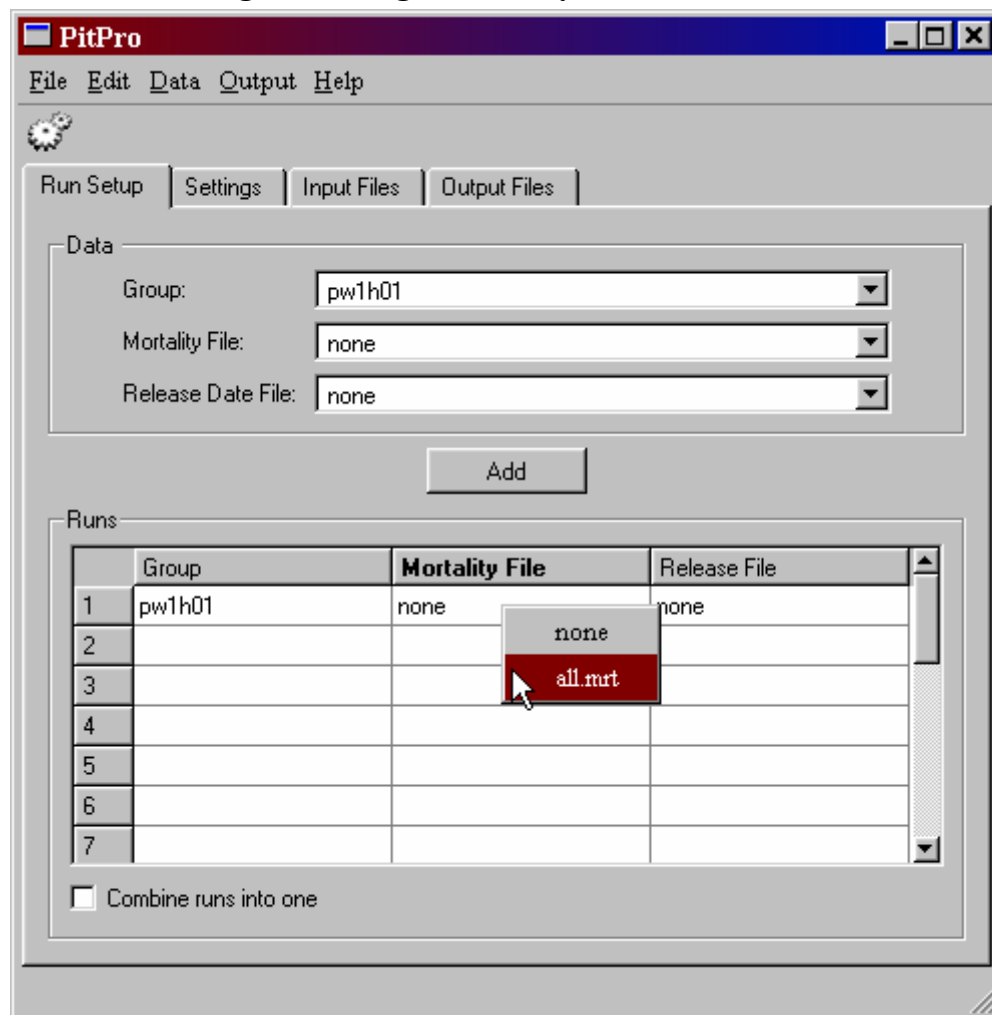 PitPro
File Edit Data Output Help
Run Setup Settings Input Files Output Files
Data
Group: pw1h01
Mortality File: none
Release Date File: none
Add
Runs
Group Mortality File Release File
1 pw1h01 none none
none
2
3 all.mrt
4
5
6
7
Combine runs into one